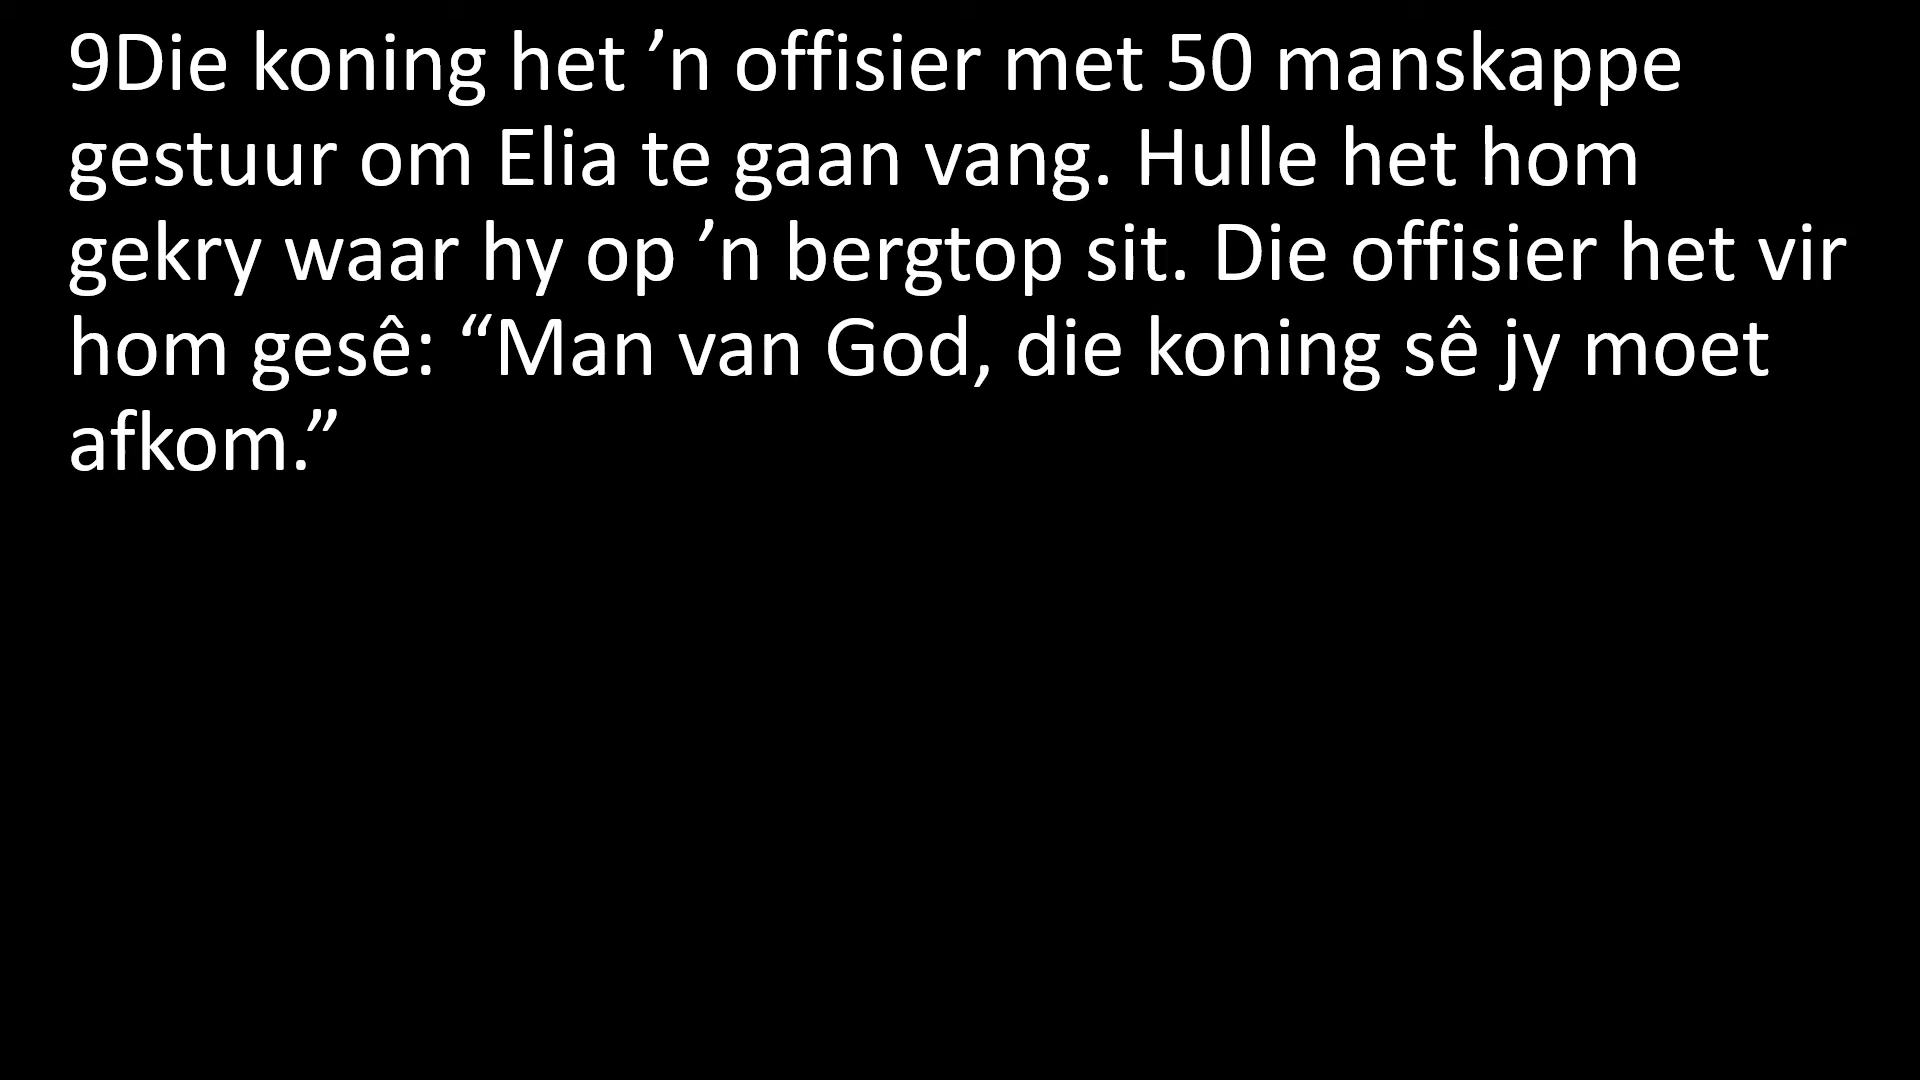 9Die koning het ’n offisier met 50 manskappe
gestuur om Elia te gaan vang. Hulle het hom
gekry waar hy op ’n bergtop sit. Die offisier het vir
hom gesê: “Man van God, die koning sê jy moet
afkom.”